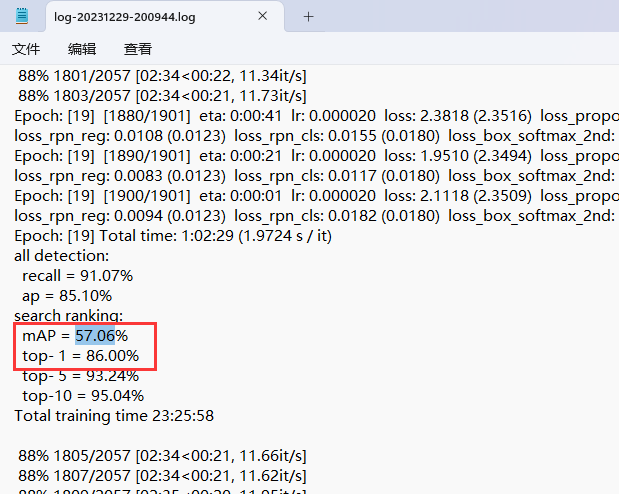 log-20231229-200944.log
文件 编辑 查看
88% 1801/2057 [02:34<00:22, 11.34it/s]
88% 1803/2057 [02:34<00:21, 11.73it/s]
Epoch: [19] [1880/1901] eta: 0:00:41 lr: 0.000020 loss: 2.3818 (2.3516) loss_propo
loss_rpn_reg: 0.0108 (0.0123) loss_rpn_cls: 0.0155 (0.0180) loss_box_softmax_2nd:
Epoch: [19] [1890/1901] eta: 0:00:21 lr: 0.000020 loss: 1.9510 (2.3494) loss_propo
loss_rpn_reg: 0.0083 (0.0123) loss_rpn_cls: 0.0117 (0.0180) loss_box_softmax_2nd:
Epoch: [19] [1900/1901] eta: 0:00:01 lr: 0.000020 loss: 2.1118 (2.3509) loss_propo
loss_rpn_reg: 0.0094 (0.0123) loss_rpn_cls: 0.0182 (0.0180) loss_box_softmax_2nd:
Epoch: [19] Total time: 1:02:29 (1.9724 s / it)
all detection:
recall = 91.07%
ap = 85.10%
search ranking:
mAP = 57.06%
top- 1 = 86.00%
top- 5 = 93.24%
top-10 = 95.04%
Total training time 23:25:58
88% 1805/2057 [02:34<00:21, 11.66it/s]
88% 1807/2057 [02:34<00:21, 11.62it/s]